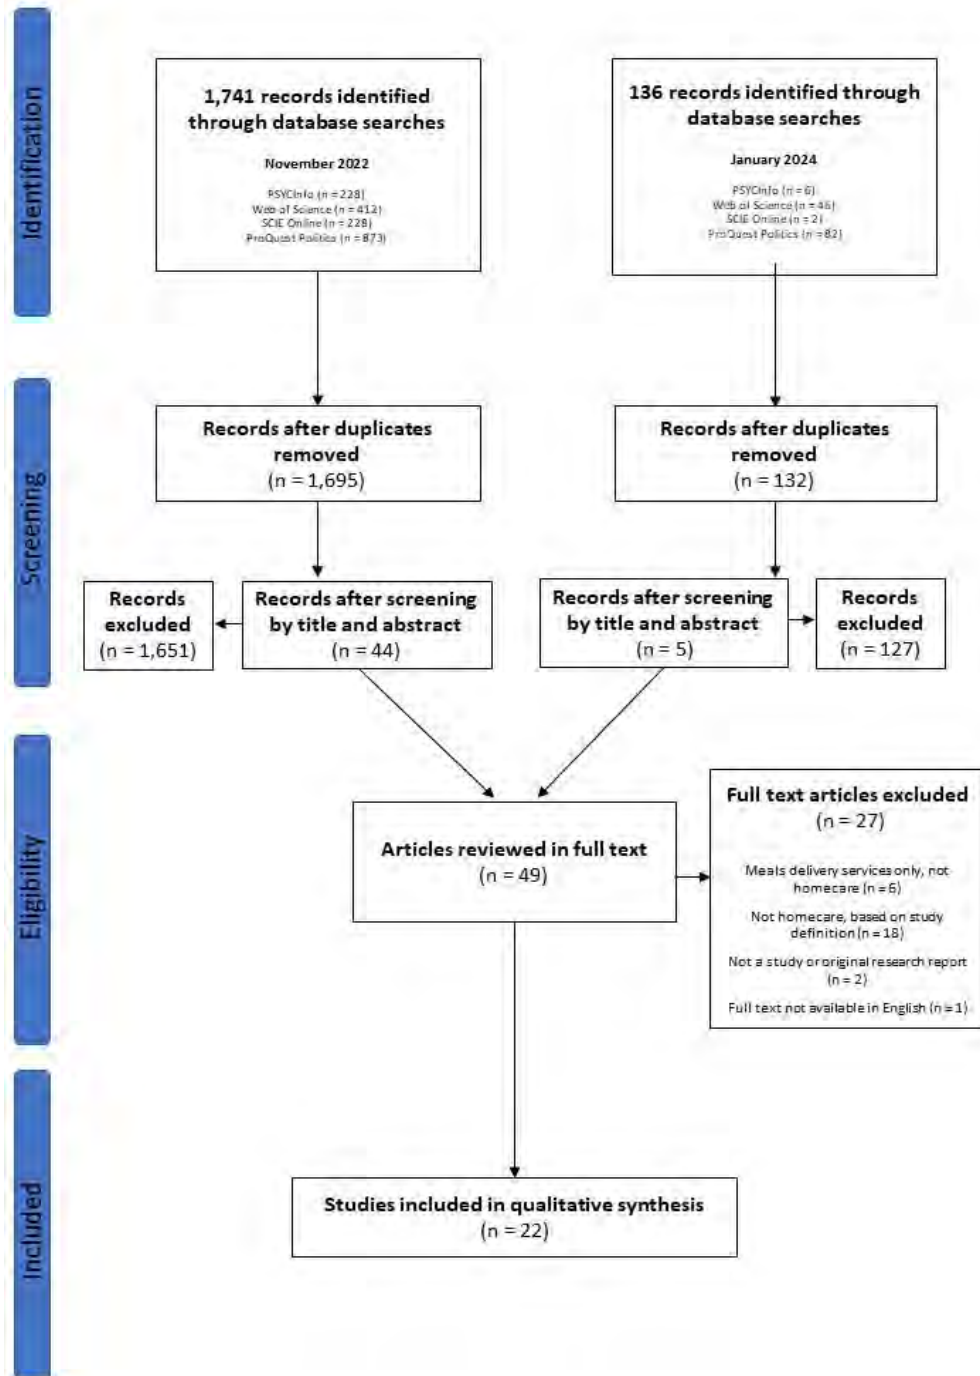 Identification
1,741 records identified
through database searches
November 2022
PSYCInfo (n = 228)
Web of Science (n = 412)
SCIE Online (n = 228)
ProQuest Politics (n = 873)
136 records identified through
database searches
January 2024
PSYCInfo (n = 6)
Web of Science (n = 46)
SCIE Online (n = 2)
ProQuest Politics (n = 82)
Screening
Records after duplicates
removed
(n = 1,695)
Records after duplicates
removed
(n = 132)
Records
excluded
(n = 1,651)
Records after screening
by title and abstract
(n = 44)
Records after screening
by title and abstract
(n = 5)
Records
excluded
(n = 127)
Eligibility
Articles reviewed in full text
(n = 49)
Full text articles excluded
(n = 27)
Meals delivery services only, not
homecare (n = 6)
Not homecare, based on study
definition (n = 18)
Not a study or original research report
(n = 2)
Full text not available in English (n = 1)
Included
Studies included in qualitative synthesis
(n = 22)